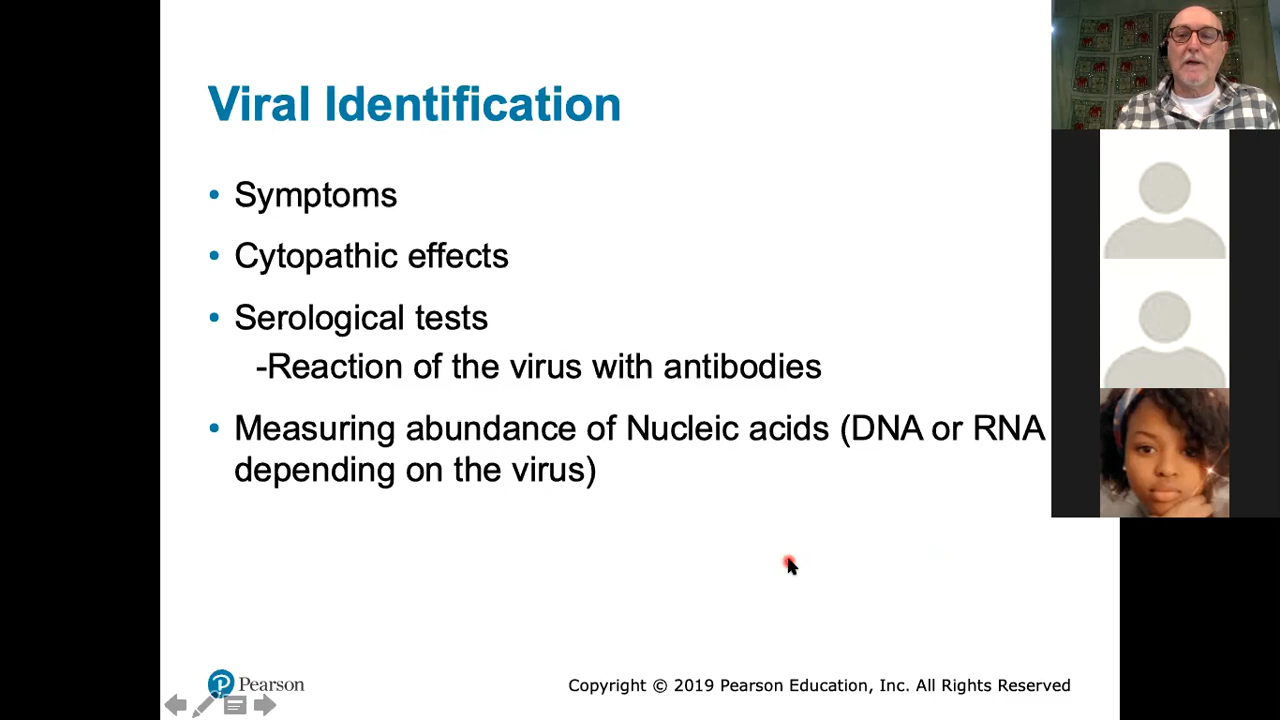 Viral Identification
• Symptoms
• Cytopathic effects
• Serological tests
-Reaction of the virus with antibodies
• Measuring abundance of Nucleic acids (DNA or RNA
depending on the virus)
P Pearson
Copyright © 2019 Pearson Education, Inc. All Rights Reserved